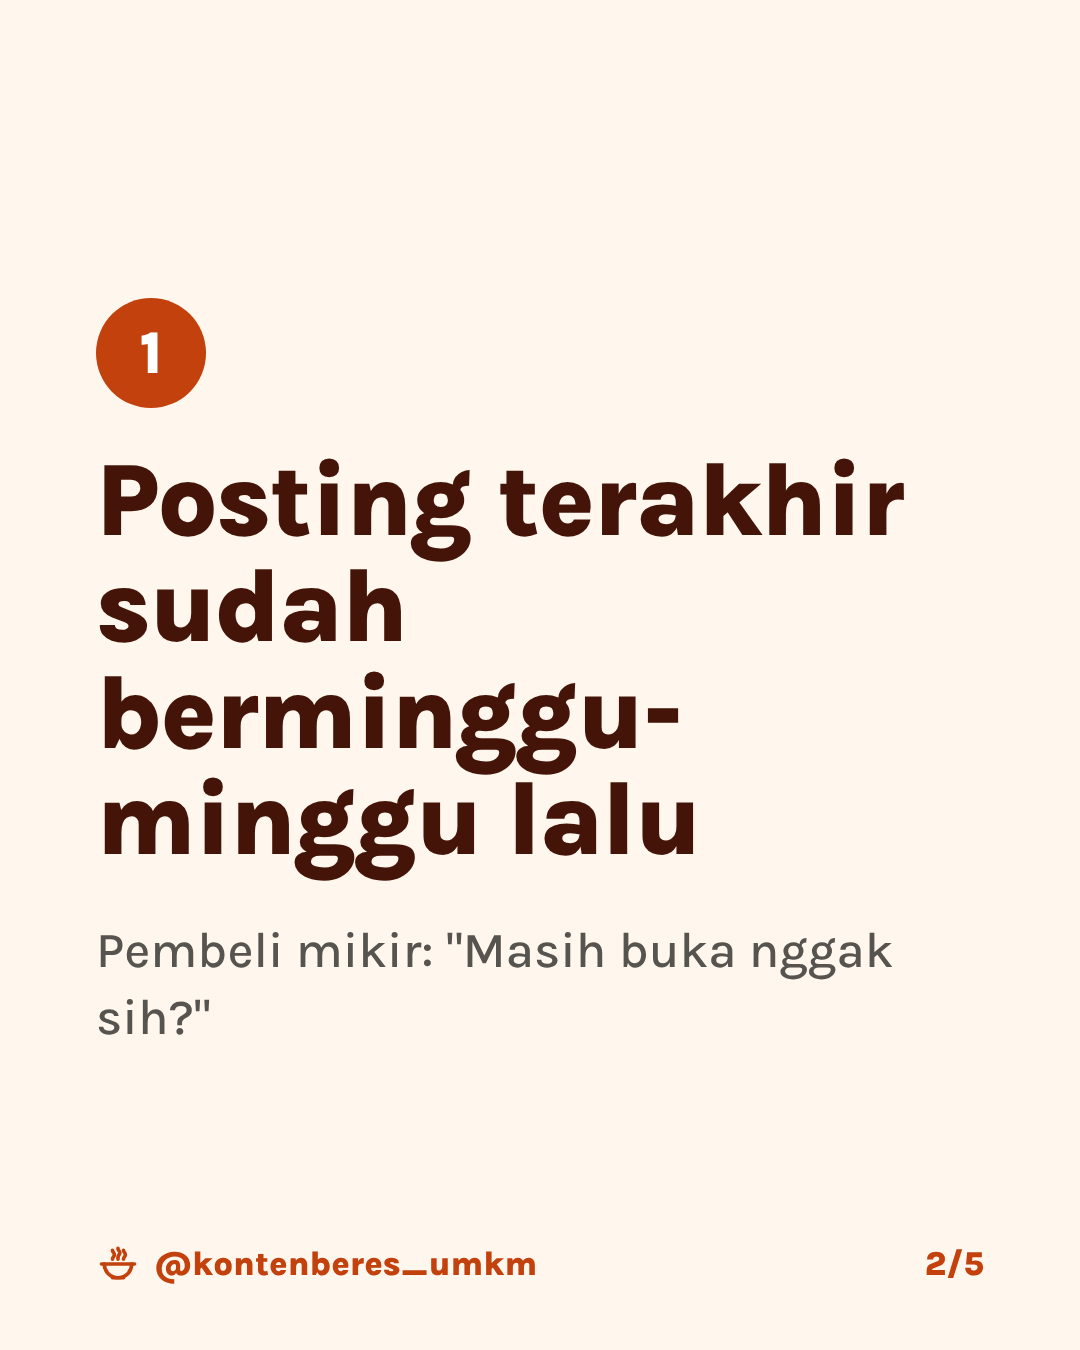 1
Posting terakhir
sudah
berminggu-
minggu lalu
Pembeli mikir: "Masih buka nggak
sih?"
@kontenberes_umkm
2/5